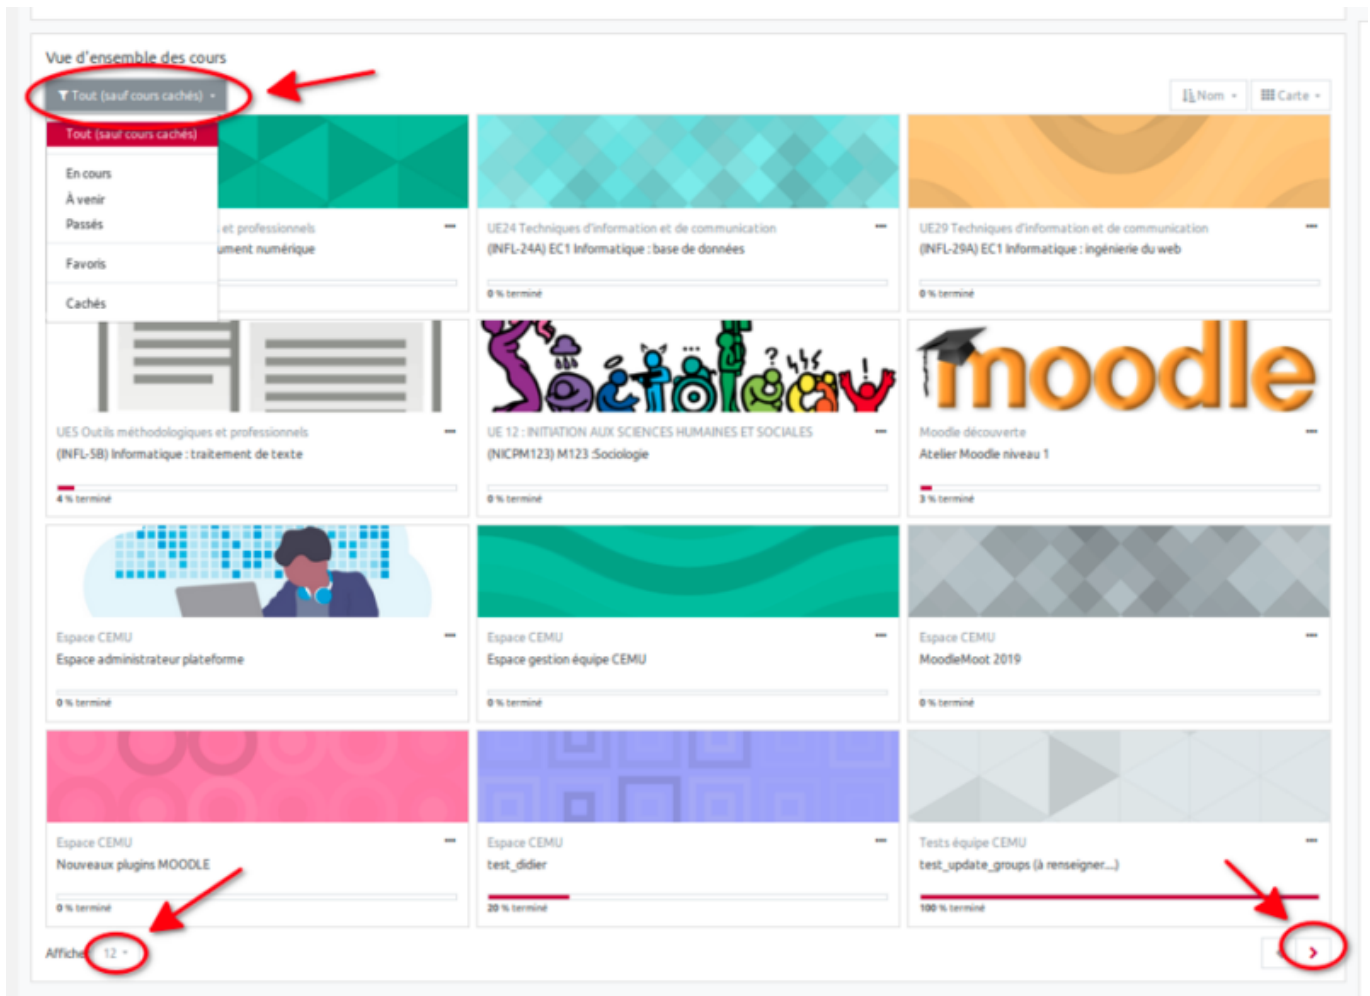 Vue d'ensemble des cours
Tout (sauf cours cachés)
Nom
Carte
Tout (sauf cours cachés)
En cours
À venir
Passés
Favoris
Cachés
et professionnels
ument numérique
UE24 Techniques d'information et de communication
(INFL-24A) EC1 Informatique : base de données
0 % terminé
UE29 Techniques d'information et de communication
(INFL-29A) EC1 Informatique : ingénierie du web
0 % terminé
Sociology
moodle
UE5 Outils méthodologiques et professionnels
(INFL-5B) Informatique : traitement de texte
4 % terminé
UE 12 : INITIATION AUX SCIENCES HUMAINES ET SOCIALES
(NICPM123) M123 :Sociologie
0 % terminé
Moodle découverte
Atelier Moodle niveau 1
3 % terminé
Espace CEMU
Espace administrateur plateforme
0 % terminé
Espace CEMU
Espace gestion équipe CEMU
0 % terminé
Espace CEMU
MoodleMoot 2019
0 % terminé
Espace CEMU
Nouveaux plugins MOODLE
0 % terminé
Espace CEMU
test_didier
20 % terminé
Tests équipe CEMU
test_update_groups (à renseigner....)
100 % terminé
Affiche 12